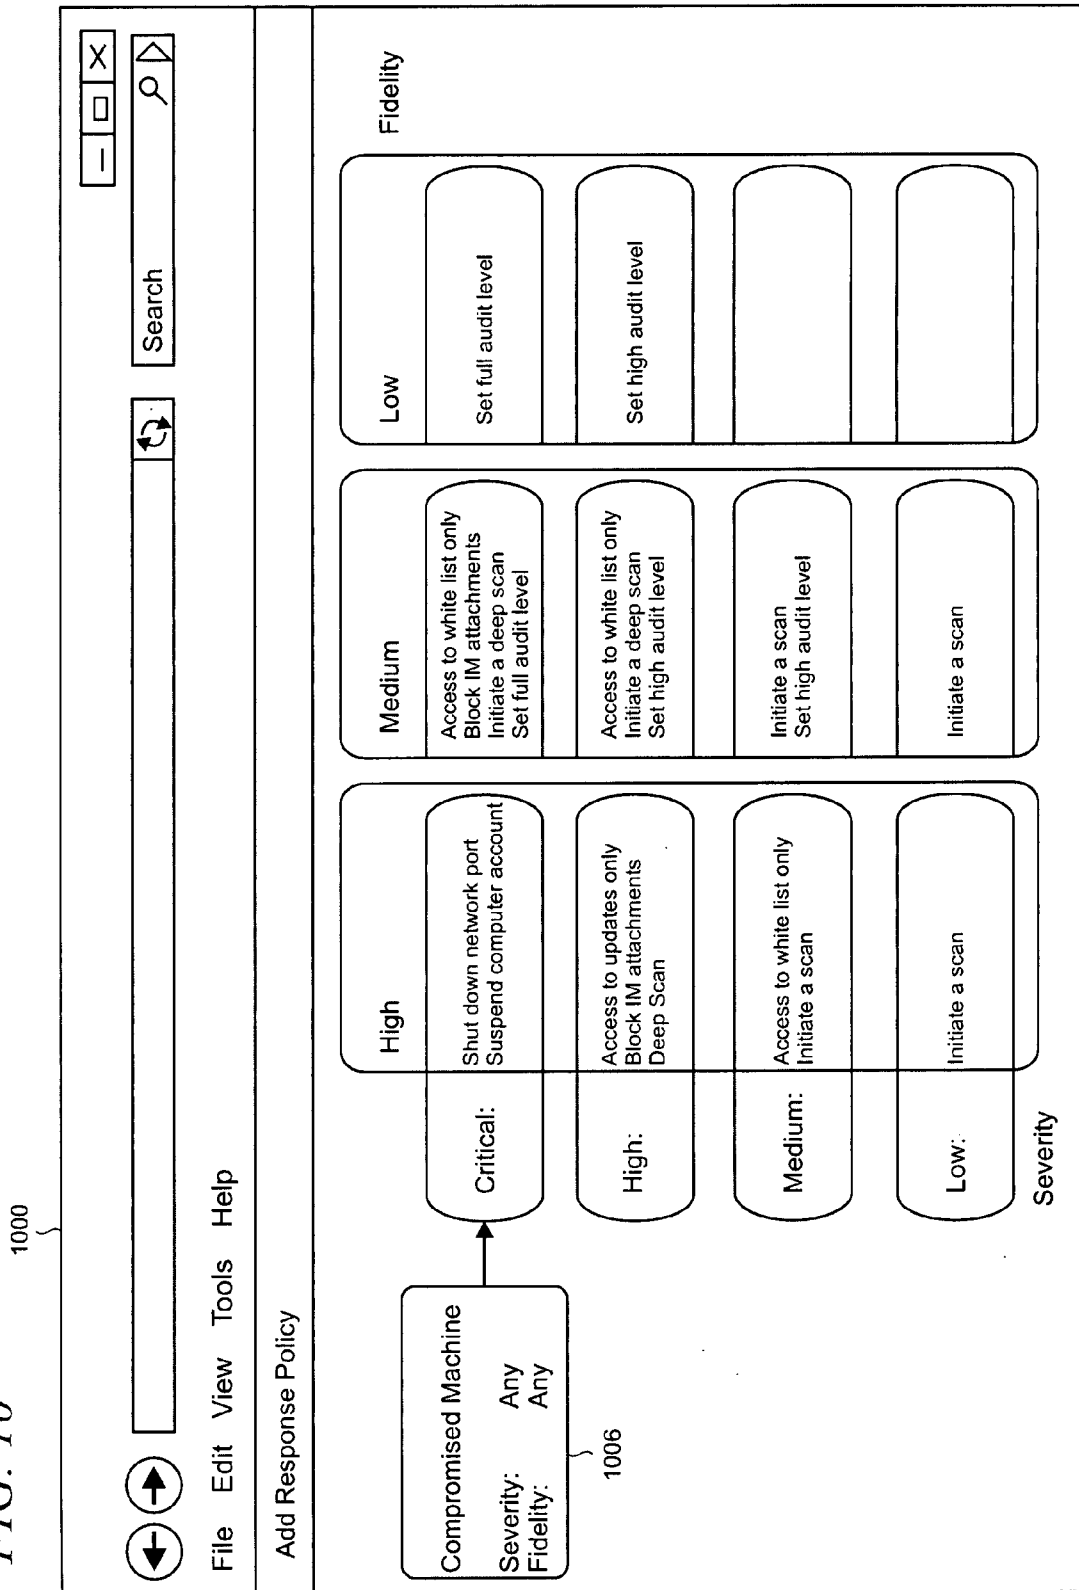 FIG. 10
1000
Search
File Edit View Tools Help
Add Response Policy
Compromised Machine
Severity: Any
Fidelity: Any
1006
High
Medium
Low
Fidelity
Critical:
Shut down network port
Suspend computer account
Access to white list only
Block IM attachments
Initiate a deep scan
Set full audit level
Set full audit level
High:
Access to updates only
Block IM attachments
Deep Scan
Access to white list only
Initiate a deep scan
Set high audit level
Set high audit level
Medium:
Access to white list only
Initiate a scan
Initiate a scan
Set high audit level
Low:
Initiate a scan
Initiate a scan
Severity